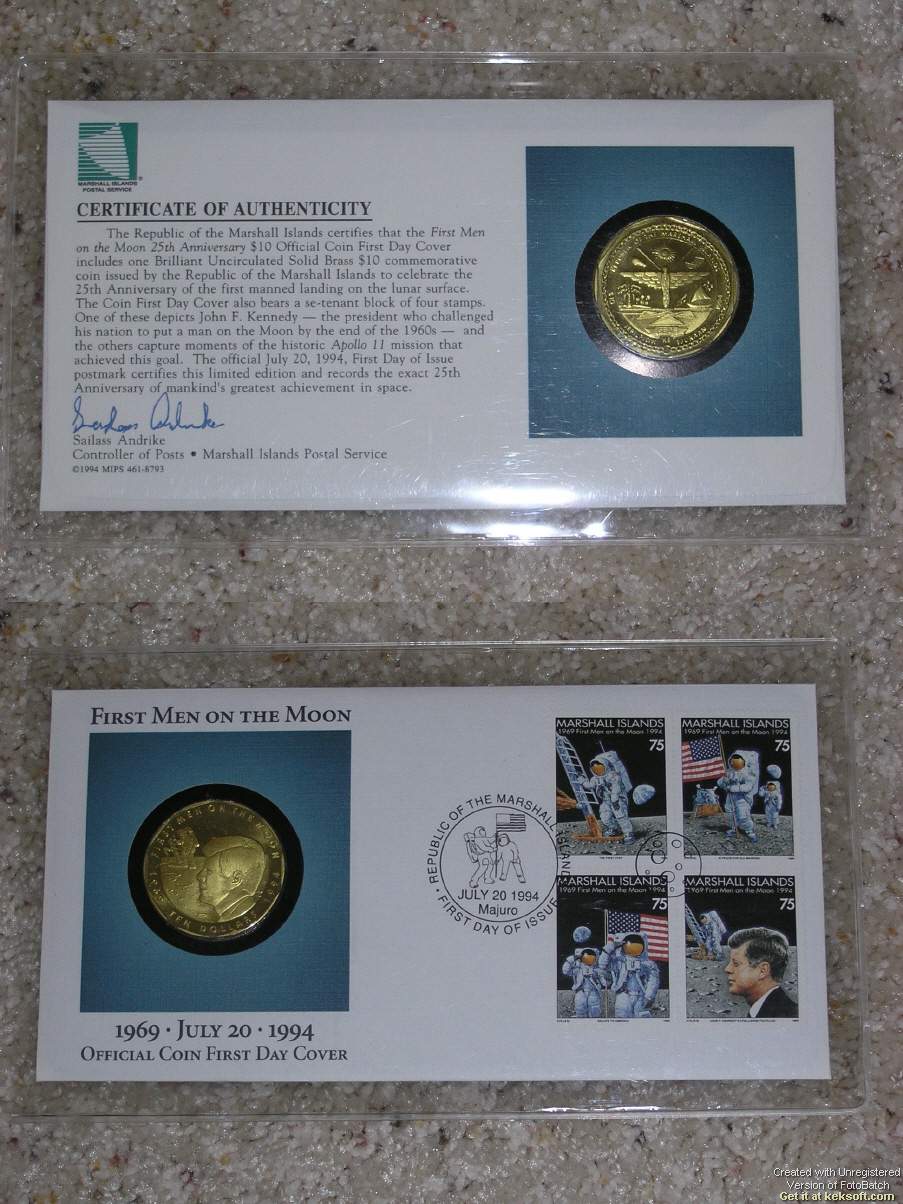 MARSHALL ISLANDS
POSTAL SERVICE
CERTIFICATE OF AUTHENTICITY
The Republic of the Marshall Islands certifies that the First Men
on the Moon 25th Anniversary $10 Official Coin First Day Cover
includes one Brilliant Uncirculated Solid Brass $10 commemorative
coin issued by the Republic of the Marshall Islands to celebrate the
25th Anniversary of the first manned landing on the lunar surface.
The Coin First Day Cover also bears a se-tenant block of four stamps.
One of these depicts John F. Kennedy — the president who challenged
his nation to put a man on the Moon by the end of the 1960s — and
the others capture moments of the historic Apollo 11 mission that
achieved this goal. The official July 20, 1994, First Day of Issue
postmark certifies this limited edition and records the exact 25th
Anniversary of mankind's greatest achievement in space.
Sailass Andrike
Controller of Posts • Marshall Islands Postal Service
©1994 MIPS 461-8793
FIRST MEN ON THE MOON
FIRST MEN ON THE MOON
TEN DOLLARS
1969 · JULY 20 · 1994
OFFICIAL COIN FIRST DAY COVER
REPUBLIC OF THE MARSHALL ISLANDS
JULY 20 1994
Majuro
FIRST DAY OF ISSUE
MARSHALL ISLANDS
1969 First Men on the Moon 1994
75
MARSHALL ISLANDS
1969 First Men on the Moon 1994
75
MARSHALL ISLANDS
1969 First Men on the Moon 1994
75
MARSHALL ISLANDS
1969 First Men on the Moon 1994
75
Created with Unregistered
Version of FotoBatch
Get it at keksoft.com